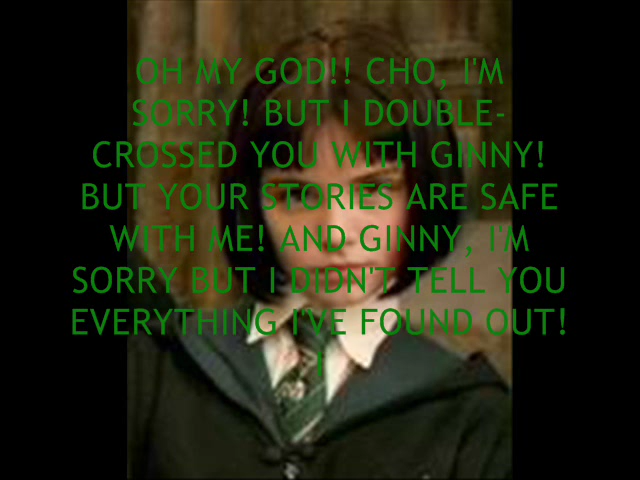 OH MY GOD!! CHO, I'M
SORRY! BUT I DOUBLE-
CROSSED YOU WITH GINNY!
BUT YOUR STORIES ARE SAFE
WITH ME! AND GINNY, I'M
SORRY BUT I DIDN'T TELL YOU
EVERYTHING I'VE FOUND OUT!
I